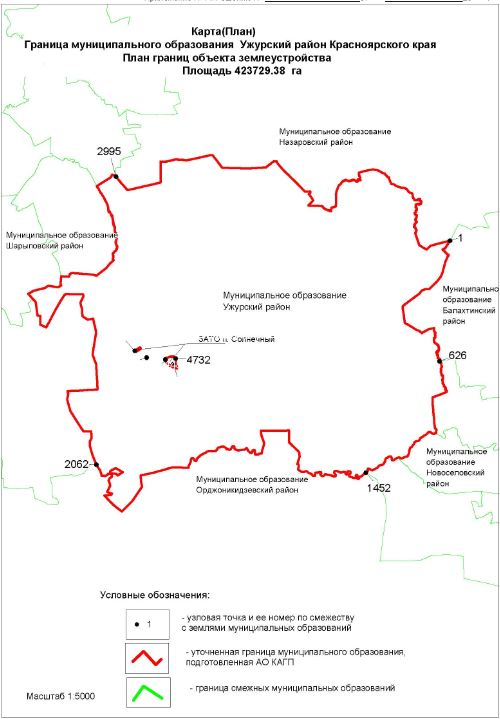 Карта(План)
Граница муниципального образования Ужурский район Красноярского края
План границ объекта землеустройства
Площадь 423729.38 га
2995
Муниципальное образование
Назаровский район
Муниципальное образование
Шарыповский район
1
Муниципальное образование
Ужурский район
Муниципально
образование
Балахтинский
район
ЗАТО п. Солнечный
4732
626
2062
Муниципальное образование
Орджоникидзевский район
1452
Муниципальное
образование
Новоселовский
район
Условные обозначения:
1
- узловая точка и ее номер по смежеству
с землями муниципальных образований
- уточненная граница муниципального образования,
подготовленная АО КАГП
- граница смежных муниципальных образований
Масштаб 1:5000